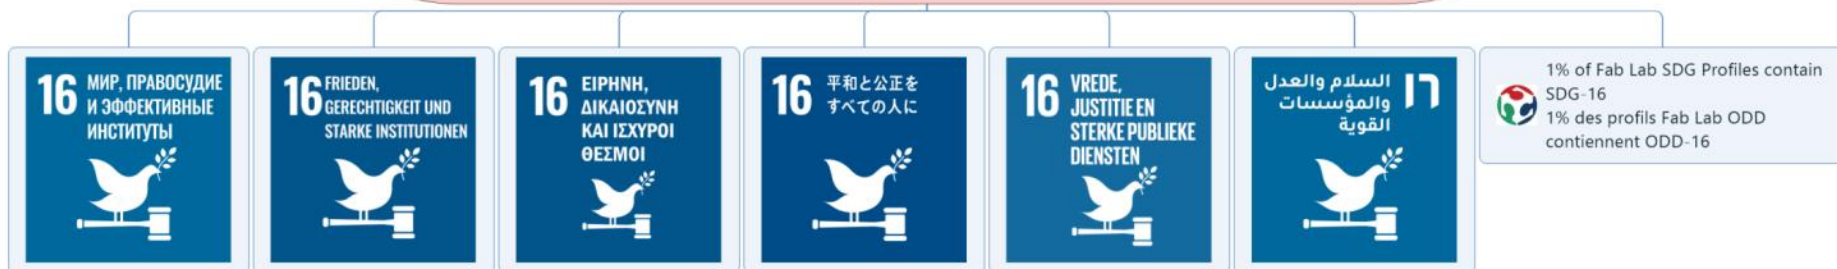 16 МИР, ПРАВОСУДИЕ
И ЭФФЕКТИВНЫЕ
ИНСТИТУТЫ
16 FRIEDEN,
GERECHTIGKEIT UND
STARKE INSTITUTIONEN
16 ΕΙΡΗΝΗ,
ΔΙΚΑΙΟΣΥΝΗ
ΚΑΙ ΙΣΧΥΡΟΙ
ΘΕΣΜΟΙ
16 平和と公正を
すべての人に
16 VREDE,
JUSTITIE EN
STERKE PUBLIEKE
DIENSTEN
١٦ السلام والعدل
والمؤسسات
القوية
1% of Fab Lab SDG Profiles contain
SDG-16
1% des profils Fab Lab ODD
contiennent ODD-16